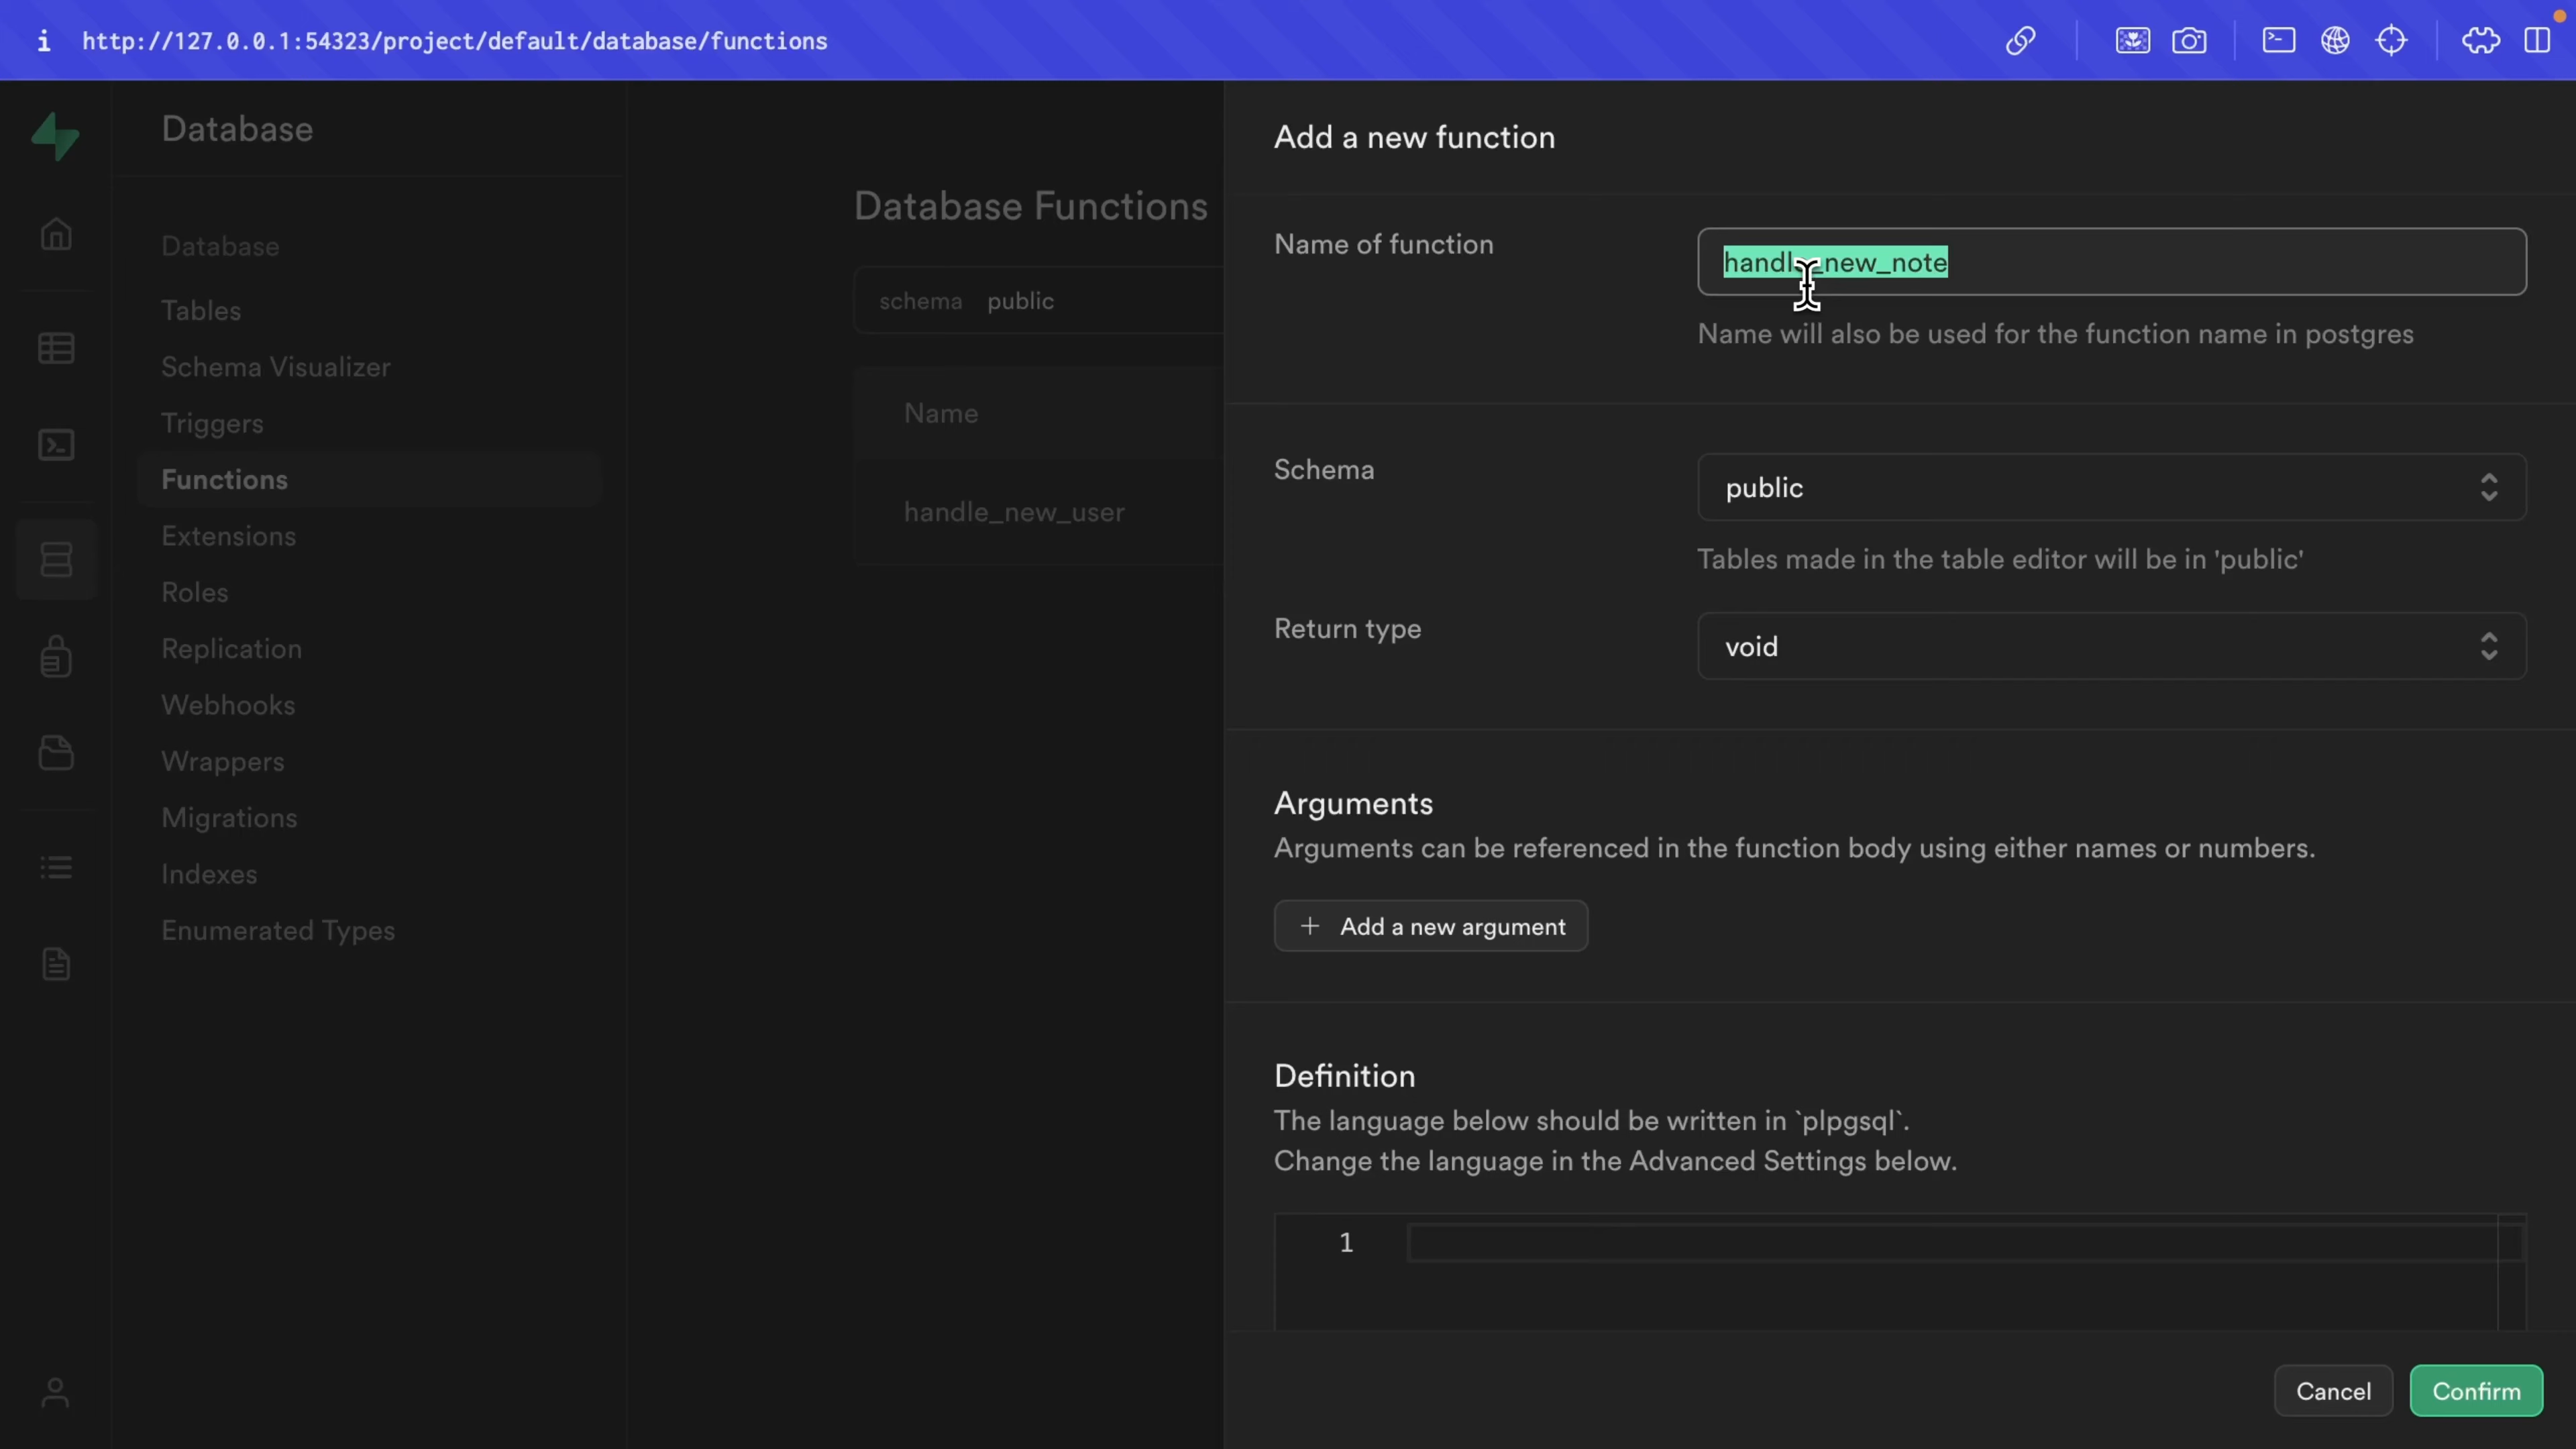 i http://127.0.0.1:54323/project/default/database/functions
Database
Database
Tables
Schema Visualizer
Triggers
Functions
Extensions
Roles
Replication
Webhooks
Wrappers
Migrations
Indexes
Enumerated Types
Database Functions
schema public
Name
handle_new_user
Add a new function
Name of function
handle_new_note
Name will also be used for the function name in postgres
Schema
public
Tables made in the table editor will be in 'public'
Return type
void
Arguments
Arguments can be referenced in the function body using either names or numbers.
+ Add a new argument
Definition
The language below should be written in `plpgsql`.
Change the language in the Advanced Settings below.
1
Cancel
Confirm